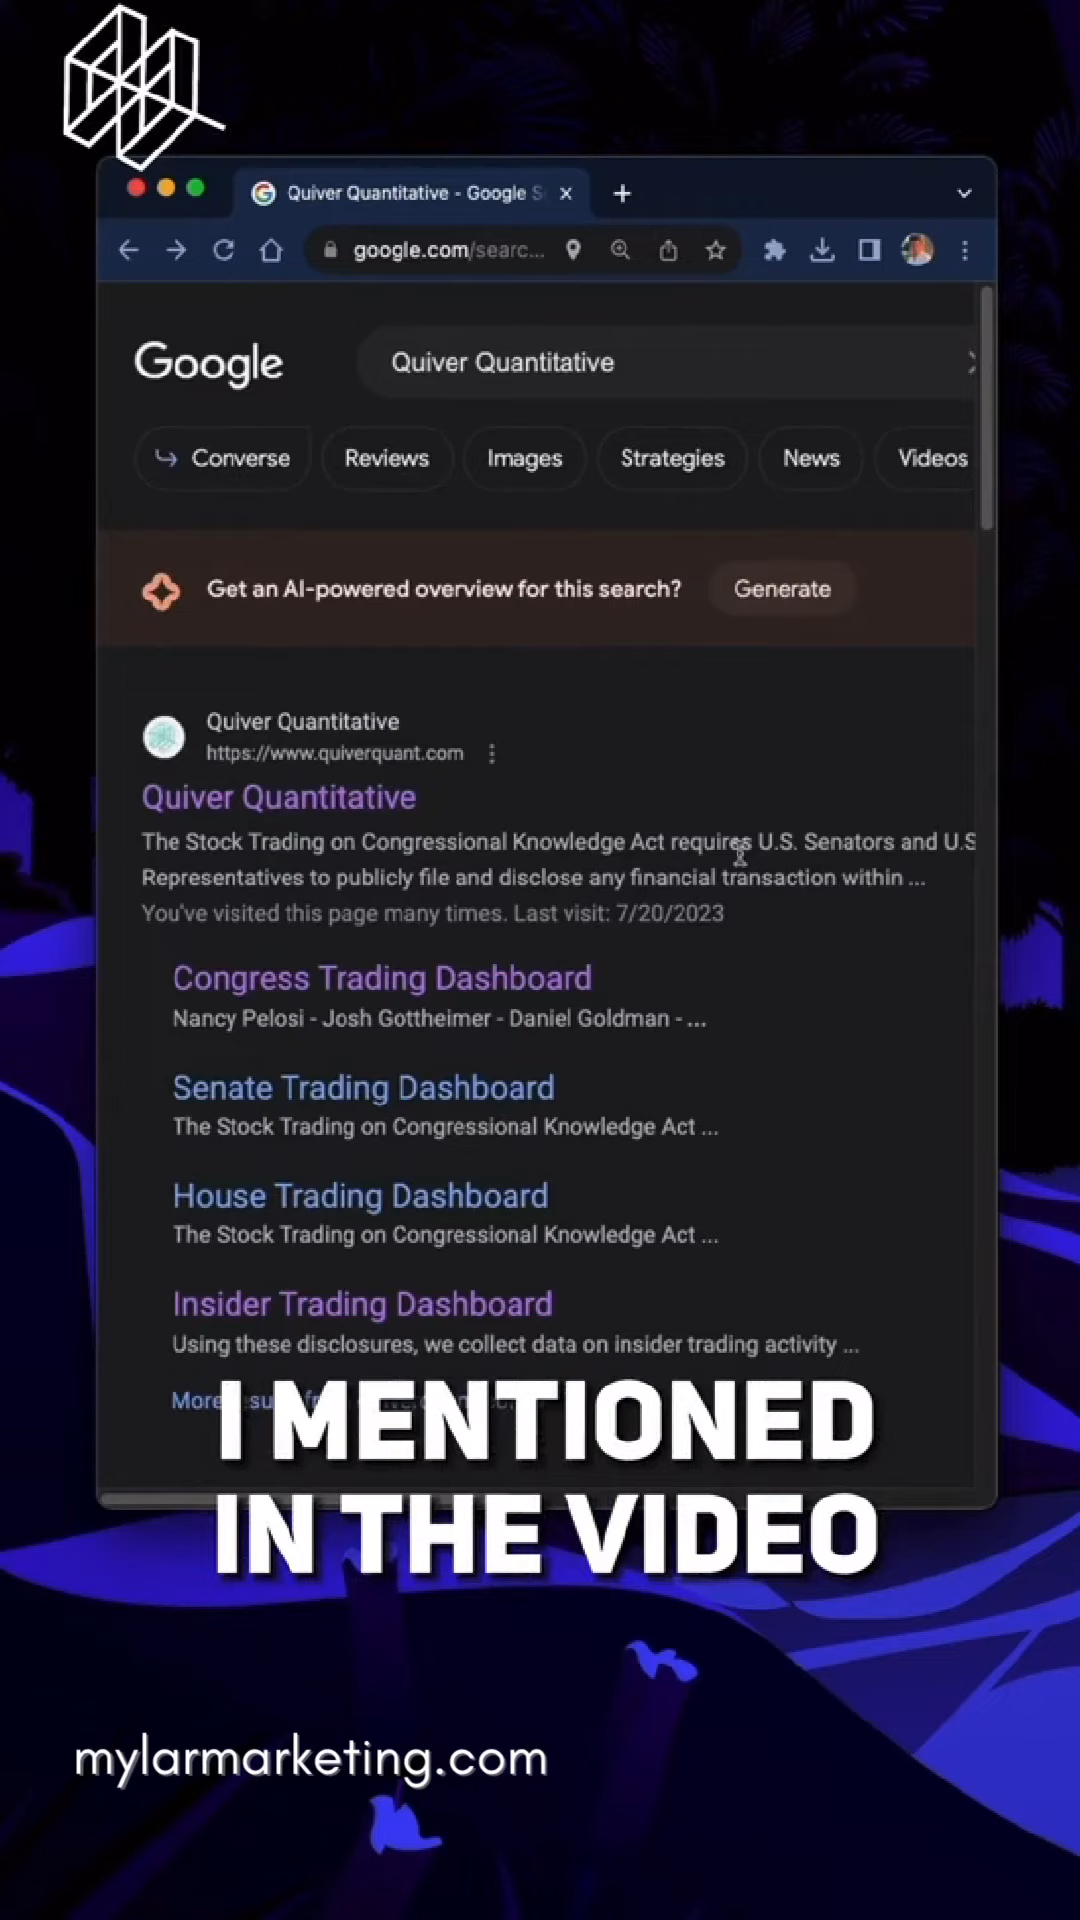 Quiver Quantitative - Google S
google.com/searc...
Google
Quiver Quantitative
Converse
Reviews
Images
Strategies
News
Videos
Get an AI-powered overview for this search?
Generate
Quiver Quantitative
https://www.quiverquant.com
Quiver Quantitative
The Stock Trading on Congressional Knowledge Act requires U.S. Senators and U.S
Representatives to publicly file and disclose any financial transaction within ...
You've visited this page many times. Last visit: 7/20/2023
Congress Trading Dashboard
Nancy Pelosi - Josh Gottheimer - Daniel Goldman - ...
Senate Trading Dashboard
The Stock Trading on Congressional Knowledge Act ...
House Trading Dashboard
The Stock Trading on Congressional Knowledge Act ...
Insider Trading Dashboard
Using these disclosures, we collect data on insider trading activity ...
More
I MENTIONED
IN THE VIDEO
mylarmarketing.com